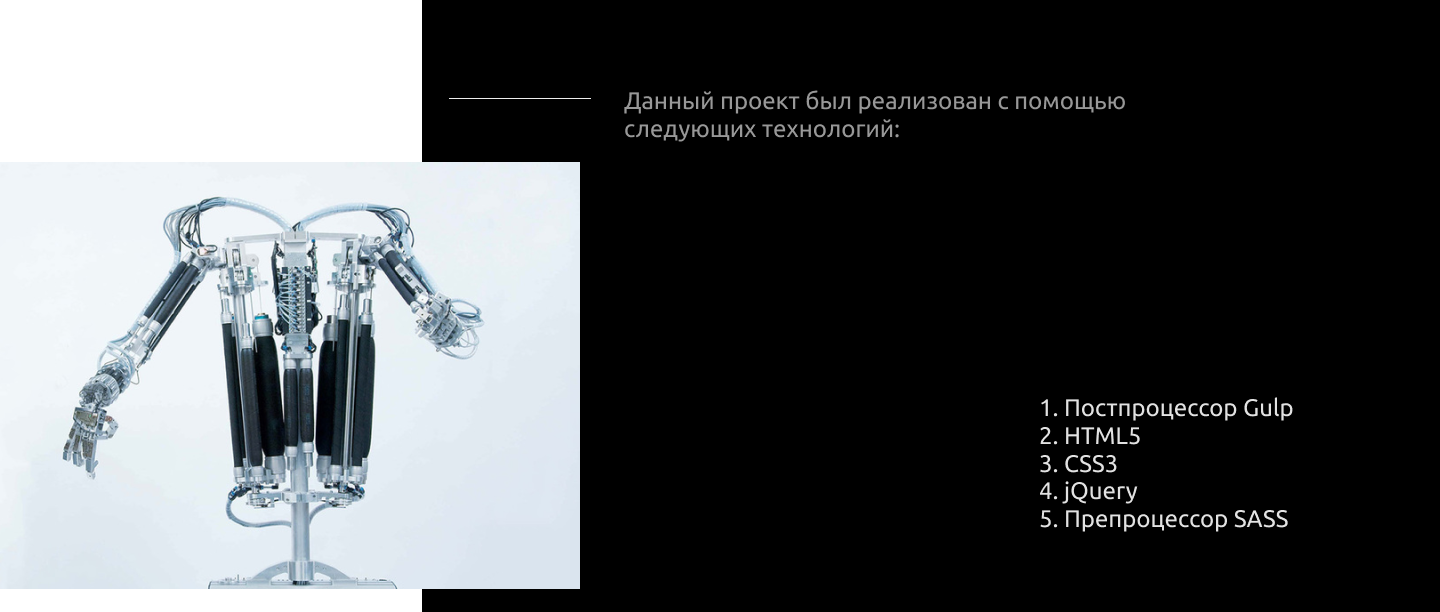 Данный проект был реализован с помощью
следующих технологий:
1. Постпроцессор Gulp
2. HTML5
3. CSS3
4. jQuery
5. Препроцессор SASS